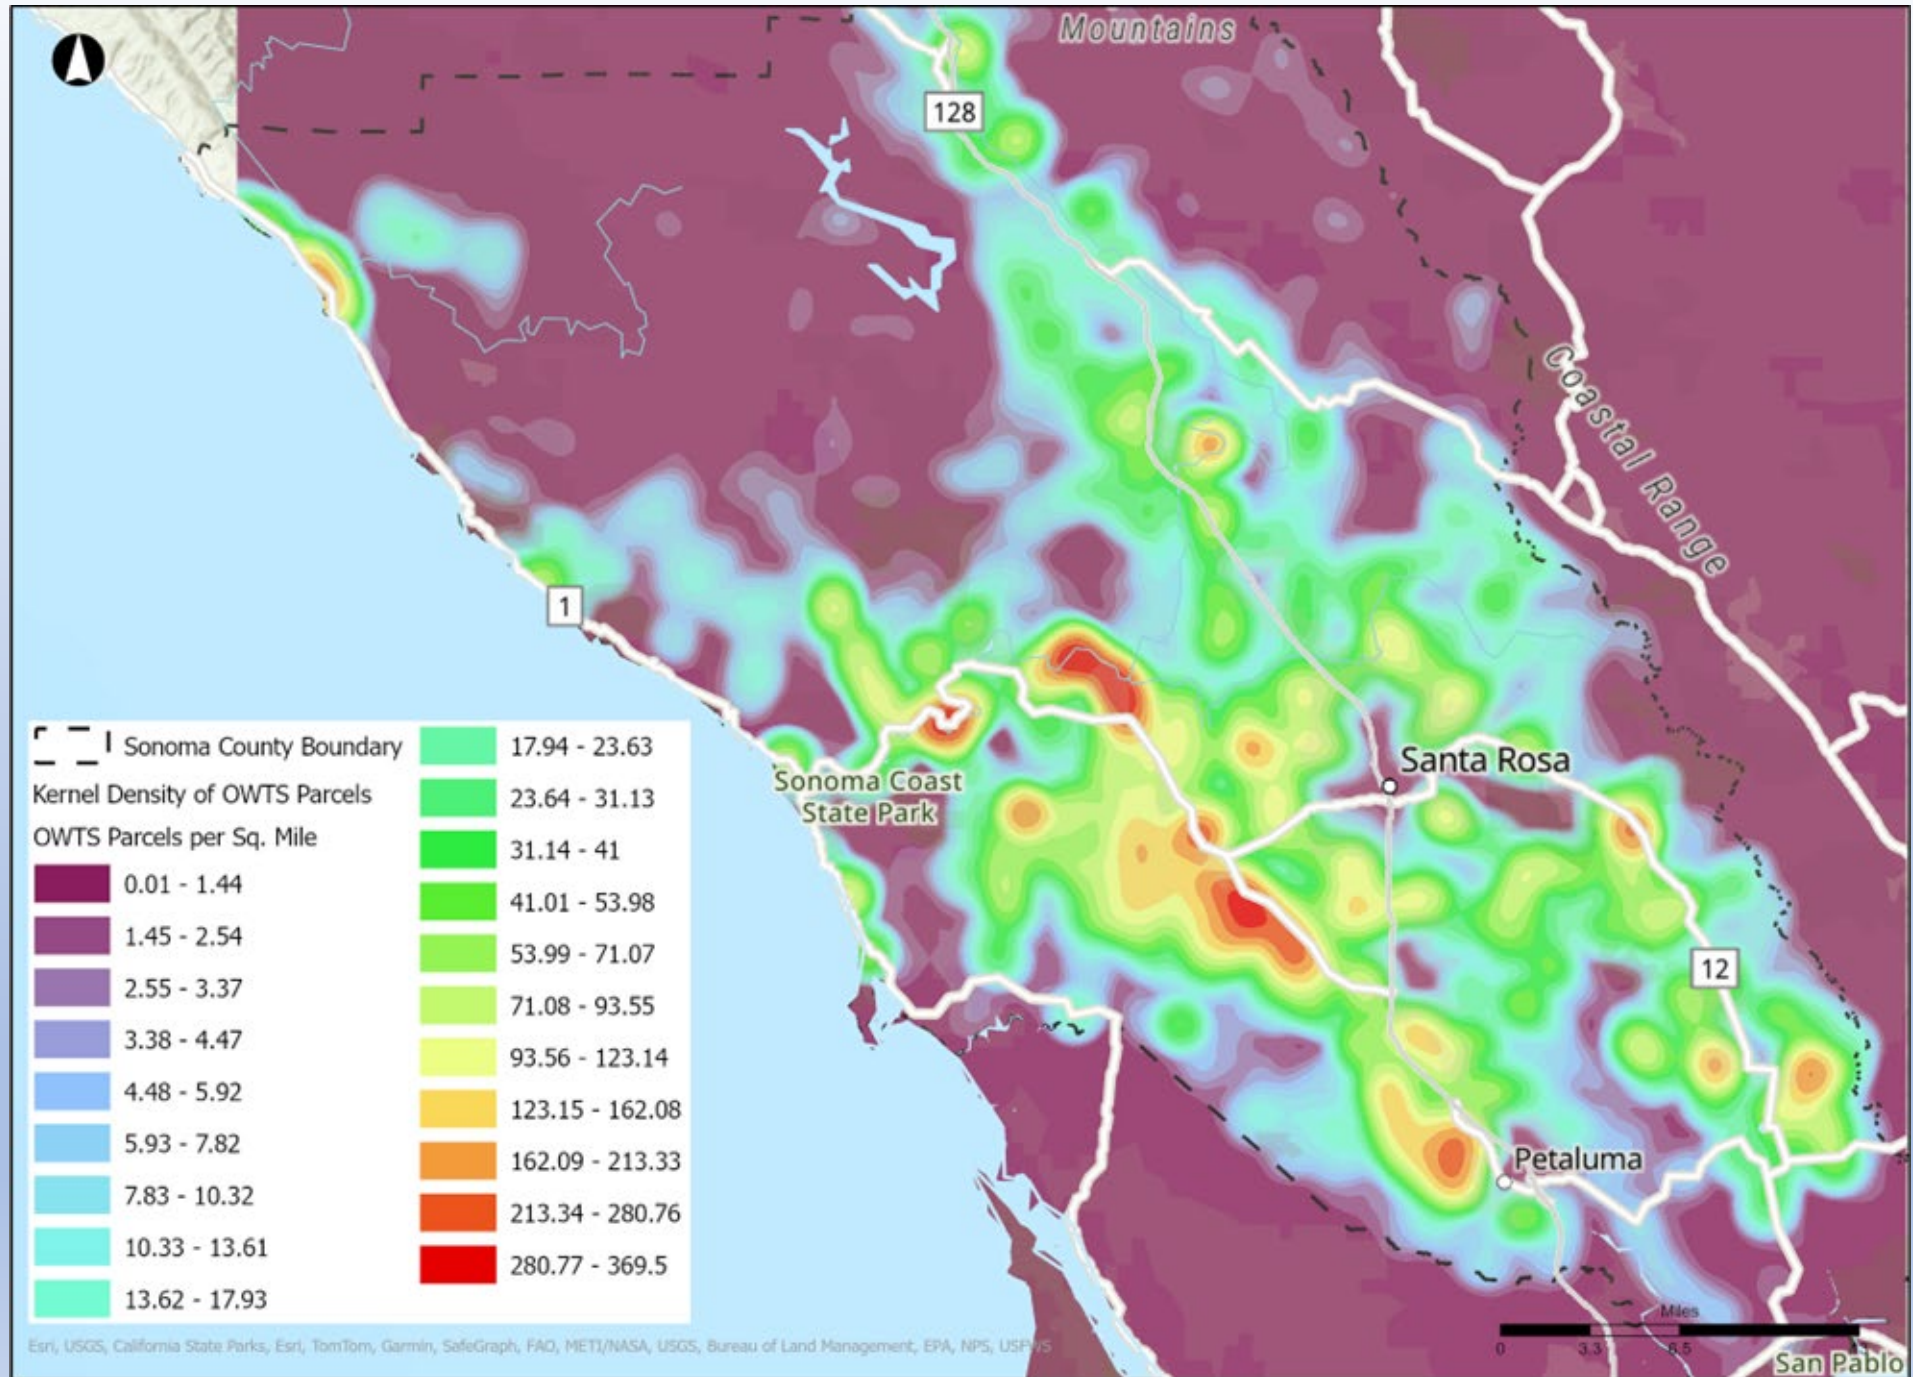 Mountains
128
Coastal Range
1
Santa Rosa
Sonoma Coast
State Park
12
Petaluma
Sonoma County Boundary
Kernel Density of OWTS Parcels
OWTS Parcels per Sq. Mile
0.01 - 1.44
1.45 - 2.54
2.55 - 3.37
3.38 - 4.47
4.48 - 5.92
5.93 - 7.82
7.83 - 10.32
10.33 - 13.61
13.62 - 17.93
17.94 - 23.63
23.64 - 31.13
31.14 - 41
41.01 - 53.98
53.99 - 71.07
71.08 - 93.55
93.56 - 123.14
123.15 - 162.08
162.09 - 213.33
213.34 - 280.76
280.77 - 369.5
Miles
0 3.3 6.5
San Pablo
Esri, USGS, California State Parks, Esri, TomTom, Garmin, SafeGraph, FAO, METI/NASA, USGS, Bureau of Land Management, EPA, NPS, USFWS